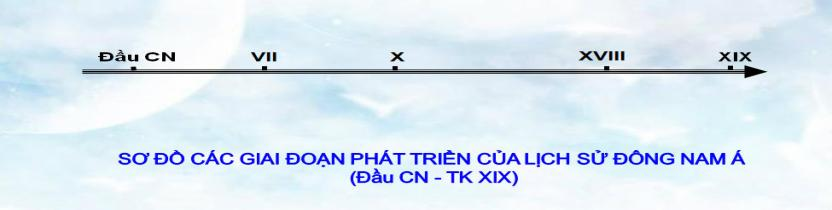 Đầu CN VII X XVIII XIX
SƠ ĐỒ CÁC GIAI ĐOẠN PHÁT TRIỂN CỦA LỊCH SỬ ĐÔNG NAM Á
(Đầu CN - TK XIX)